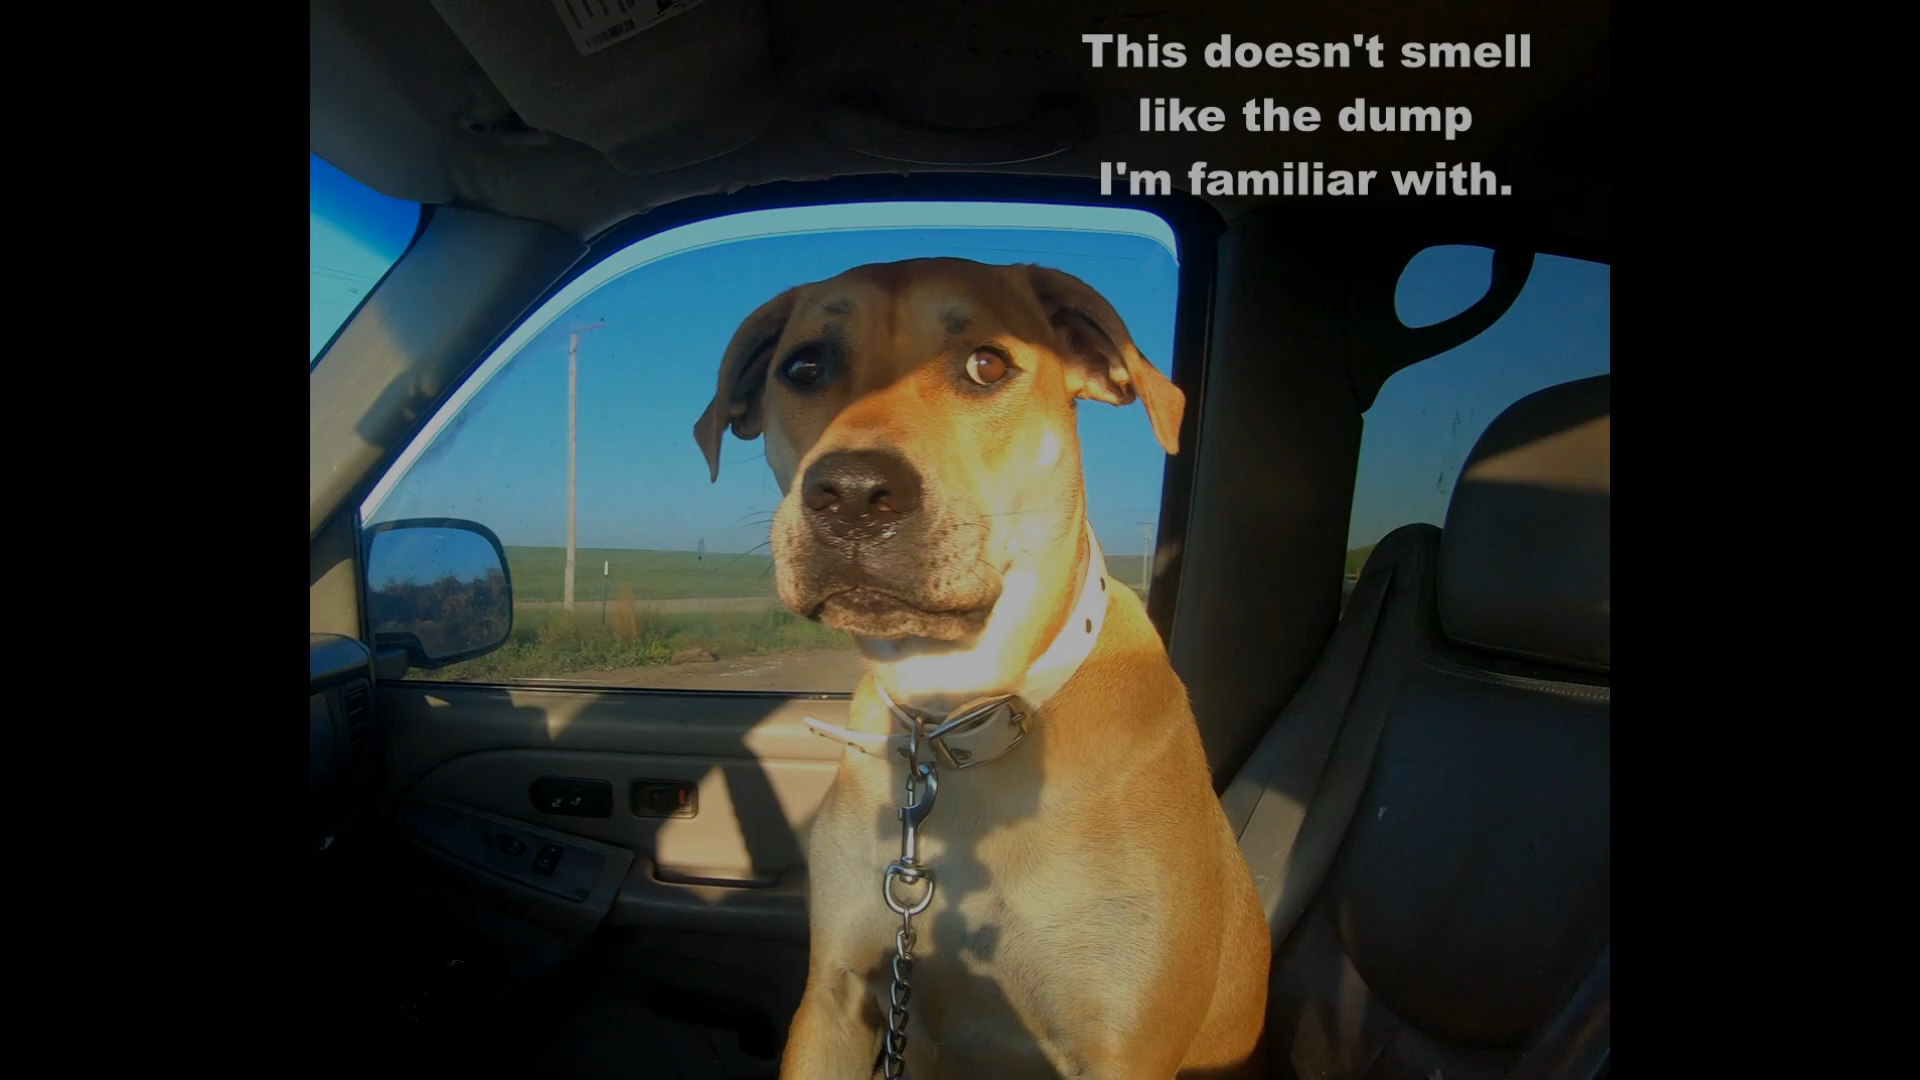 This doesn't smell
like the dump
I'm familiar with.